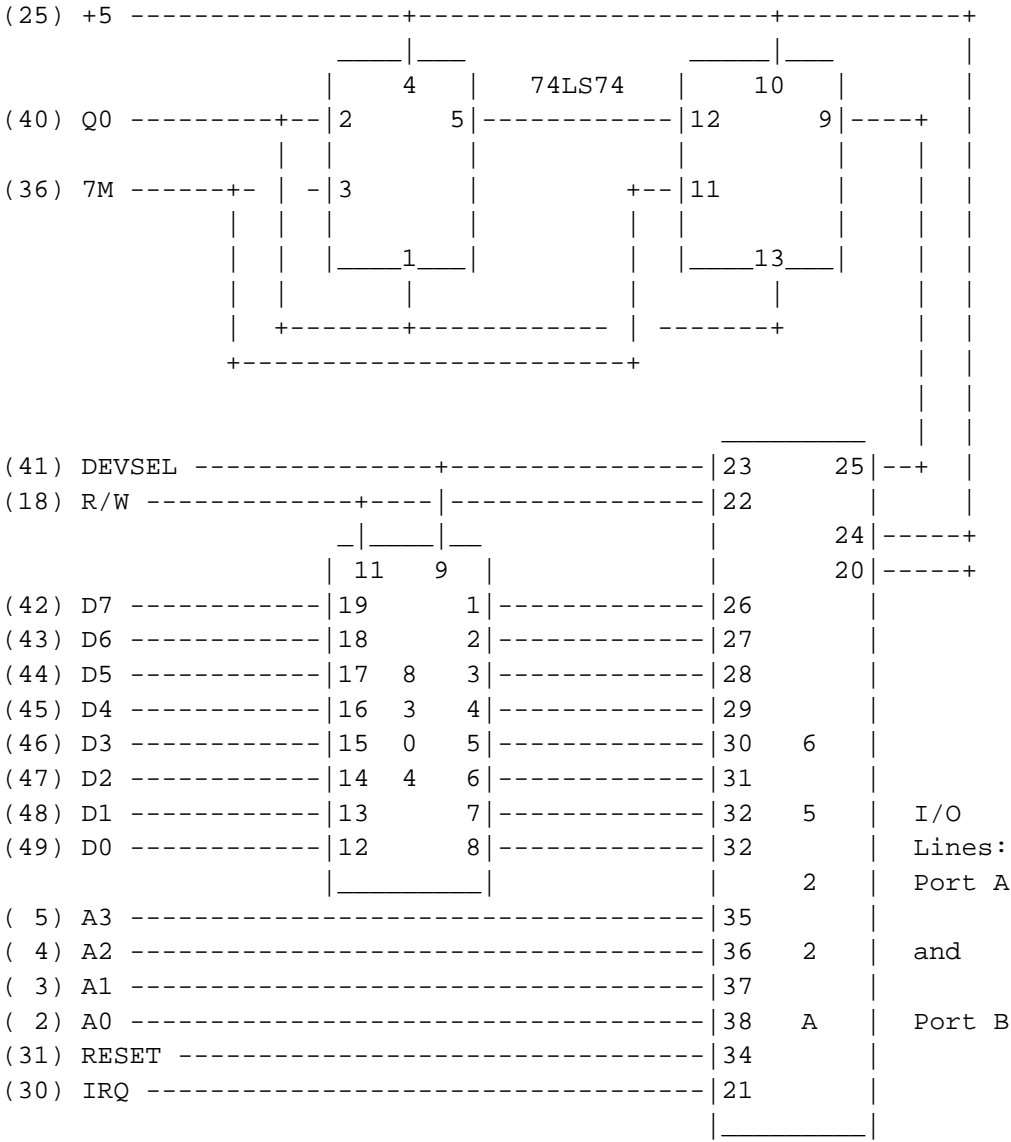 (25) +5 -----------------+----------------------+-----------+
4 74LS74 10
(40) Q0 ---------+--|2 5|------------|12 9|----+
(36) 7M ------+- | -|3 +--|11
1 13
(41) DEVSEL ---------------+----------------|23 25|--+
(18) R/W -------------+----|----------------|22
24|-----+
11 9 20|-----+
(42) D7 ------------|19 1|-------------|26
(43) D6 ------------|18 2|-------------|27
(44) D5 ------------|17 8 3|-------------|28
(45) D4 ------------|16 3 4|-------------|29
(46) D3 ------------|15 0 5|-------------|30 6
(47) D2 ------------|14 4 6|-------------|31
(48) D1 ------------|13 7|-------------|32 5 | I/O
(49) D0 ------------|12 8|-------------|32 | Lines:
2 | Port A
( 5) A3 ------------------------------------|35
( 4) A2 ------------------------------------|36 2 | and
( 3) A1 ------------------------------------|37
( 2) A0 ------------------------------------|38 A | Port B
(31) RESET ---------------------------------|34
(30) IRQ -----------------------------------|21